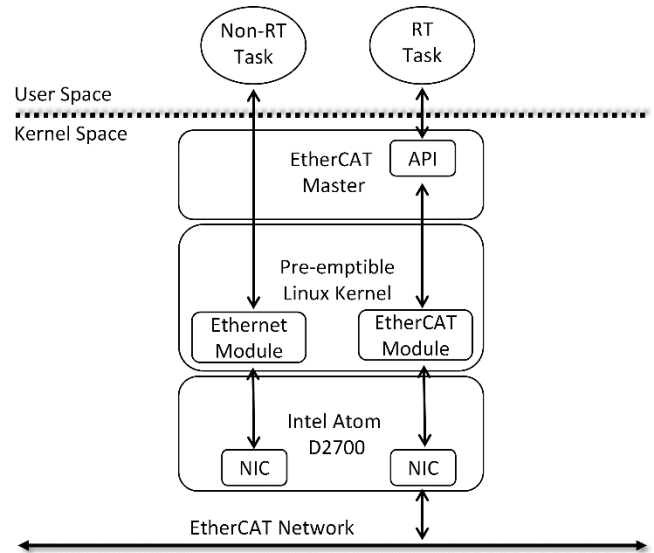 Non-RT
Task
RT
Task
User Space
Kernel Space
EtherCAT
Master
API
Pre-emptible
Linux Kernel
Ethernet
Module
EtherCAT
Module
Intel Atom
D2700
NIC
NIC
EtherCAT Network